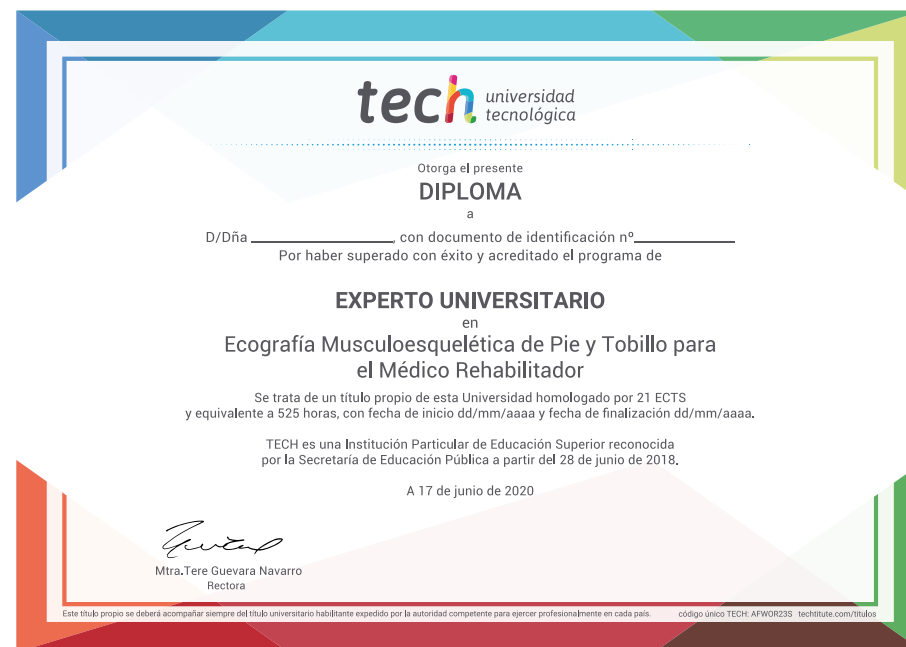 tech universidad
tecnológica
Otorga el presente
DIPLOMA
a
D/Dña ______________, con documento de identificación nº__________
Por haber superado con éxito y acreditado el programa de
EXPERTO UNIVERSITARIO
en
Ecografía Musculoesquelética de Pie y Tobillo para
el Médico Rehabilitador
Se trata de un título propio de esta Universidad homologado por 21 ECTS
y equivalente a 525 horas, con fecha de inicio dd/mm/aaaa y fecha de finalización dd/mm/aaaa.
TECH es una Institución Particular de Educación Superior reconocida
por la Secretaría de Educación Pública a partir del 28 de junio de 2018.
A 17 de junio de 2020
Mtra.Tere Guevara Navarro
Rectora
Este título propio se deberá acompañar siempre del título universitario habilitante expedido por la autoridad competente para ejercer profesionalmente en cada país. código único TECH: AFWOR23S techtitute.com/titulos